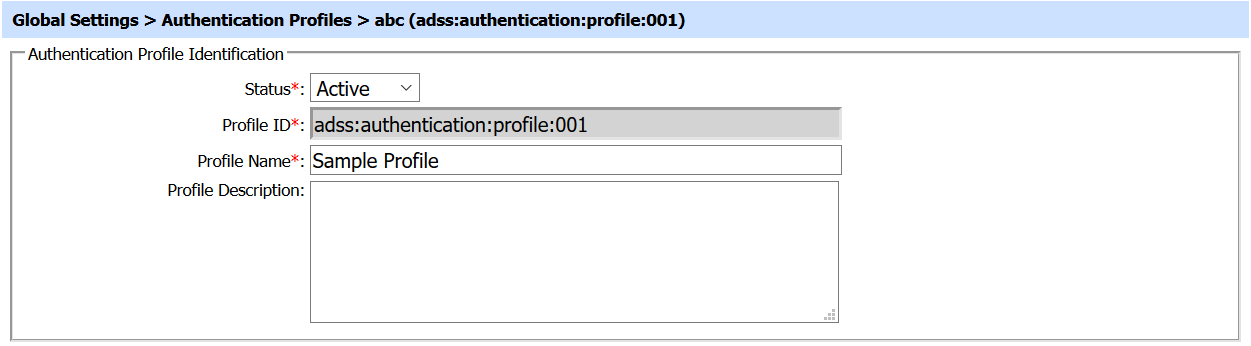 Global Settings > Authentication Profiles > abc (adss:authentication:profile:001)
Authentication Profile Identification
Status*: Active
Profile ID*: adss:authentication:profile:001
Profile Name*: Sample Profile
Profile Description: